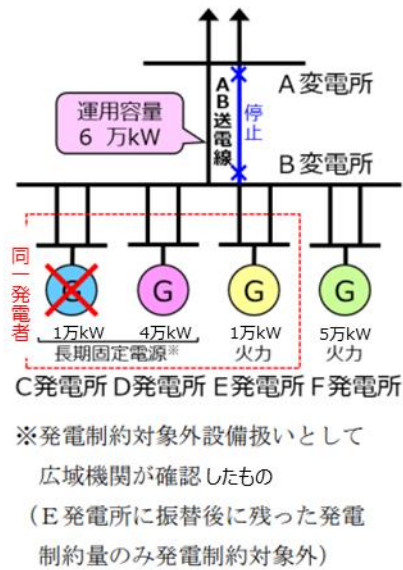 A変電所
AB送電線
停止
運用容量
6 万kW
B変電所
同一発電者
G
G
G
1万kW
4万kW
1万kW
5万kW
長期固定電源※
火力
火力
C発電所 D発電所 E発電所 F発電所
※発電制約対象外設備扱いとして
広域機関が確認したもの
（E発電所に振替後に残った発電
制約量のみ発電制約対象外）